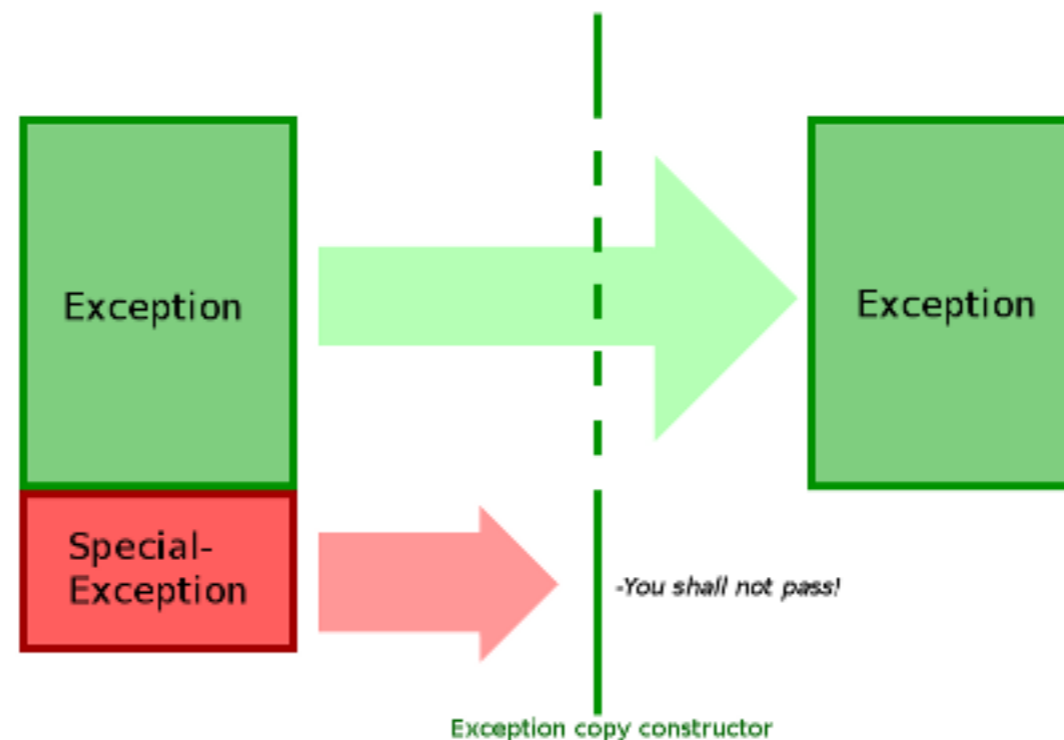 Exception
Exception
Special-
Exception
-You shall not pass!
Exception copy constructor